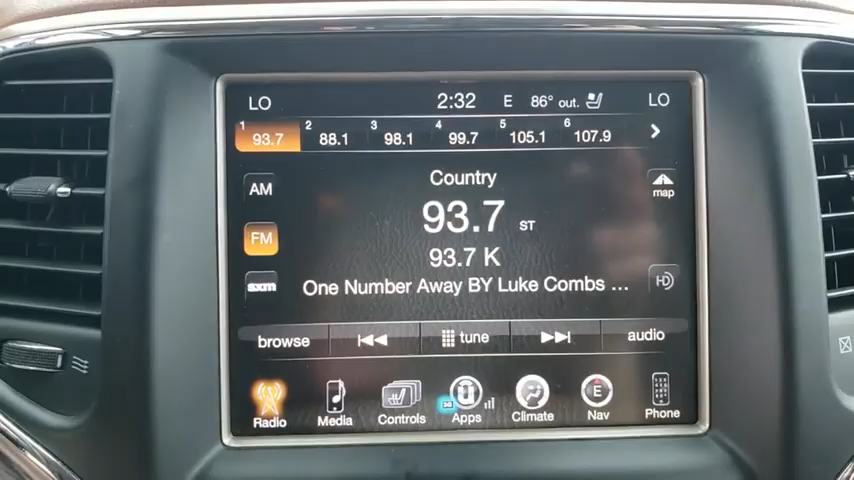 LO 2:32 E 86° out. LO
1 93.7 2 88.1 3 98.1 4 99.7 5 105.1 6 107.9
AM
Country
map
FM
93.7 ST
93.7 K
sxm
One Number Away BY Luke Combs ...
HD
browse
tune
audio
Radio
Media
Controls
3G
Apps
Climate
E
Nav
Phone